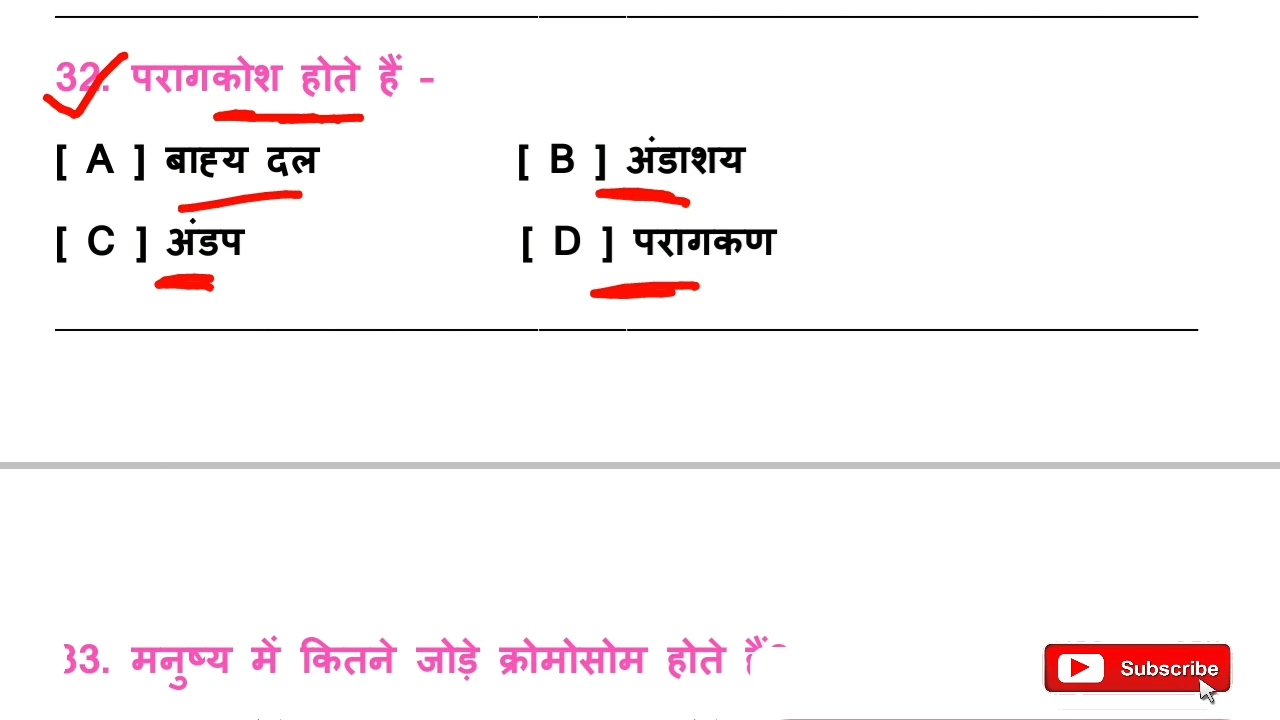 32. परागकोश होते हैं -
[ A ] बाह्य दल [ B ] अंडाशय
[ C ] अंडप [ D ] परागकण
33. मनुष्य में कितने जोड़े क्रोमोसोम होते
Subscribe